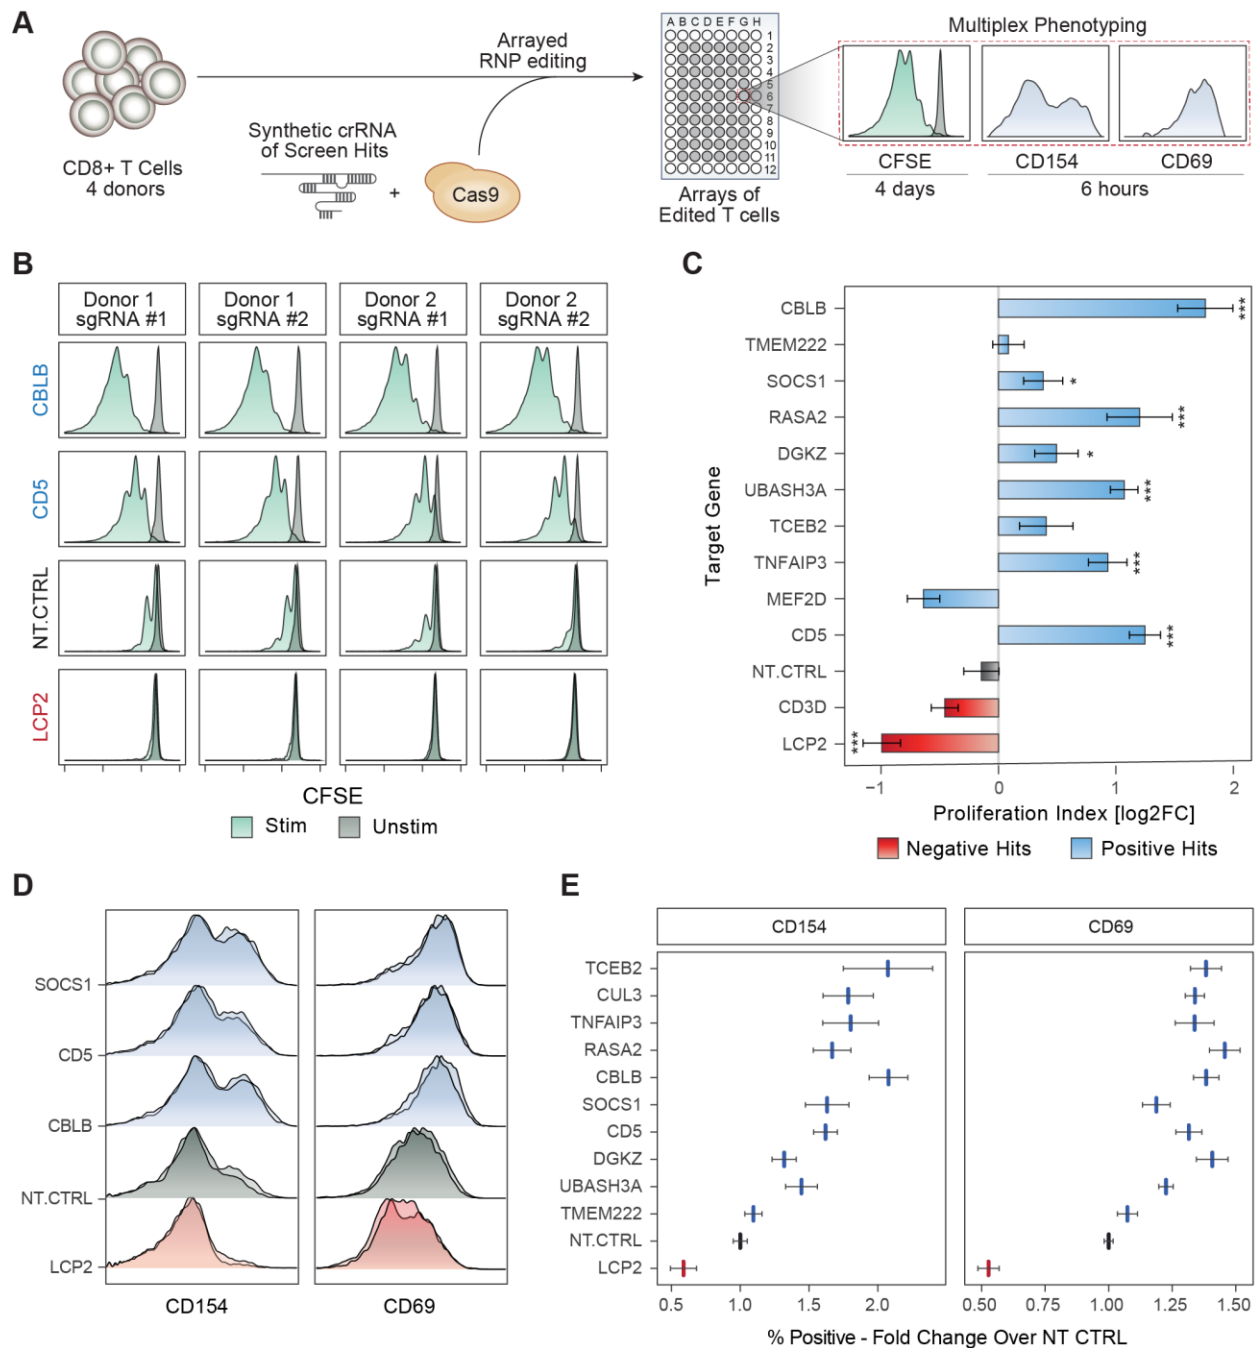 A
CD8+ T Cells
4 donors
Synthetic crRNA
of Screen Hits
+
Cas9
Arrayed
RNP editing
A B C D E F G H
1
2
3
4
5
6
7
8
9
10
11
12
Arrays of
Edited T cells
Multiplex Phenotyping
CFSE
CD154
CD69
4 days
6 hours
B
Donor 1
sgRNA #1
Donor 1
sgRNA #2
Donor 2
sgRNA #1
Donor 2
sgRNA #2
CBLB
CD5
NT.CTRL
LCP2
CFSE
Stim
Unstim
C
Target Gene
CBLB
***
TMEM222
SOCS1
*
RASA2
***
DGKZ
*
UBASH3A
***
TCEB2
TNFAIP3
***
MEF2D
CD5
***
NT.CTRL
CD3D
LCP2
***
−1 0 1 2
Proliferation Index [log2FC]
Negative Hits
Positive Hits
D
SOCS1
CD5
CBLB
NT.CTRL
LCP2
CD154
CD69
E
CD154
CD69
TCEB2
CUL3
TNFAIP3
RASA2
CBLB
SOCS1
CD5
DGKZ
UBASH3A
TMEM222
NT.CTRL
LCP2
0.5 1.0 1.5 2.0
0.50 0.75 1.00 1.25 1.50
% Positive - Fold Change Over NT CTRL